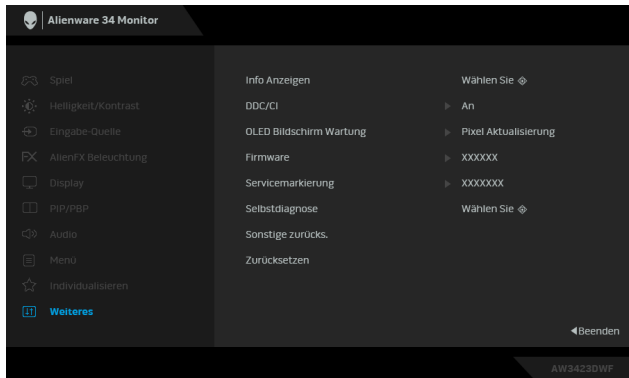 Alienware 34 Monitor
Spiel
Helligkeit/Kontrast
Eingabe-Quelle
FX AlienFX Beleuchtung
Display
PIP/PBP
Audio
Menü
Individualisieren
Weiteres
Info Anzeigen Wählen Sie
DDC/CI An
OLED Bildschirm Wartung Pixel Aktualisierung
Firmware XXXXXX
Servicemarkierung XXXXXXX
Selbstdiagnose Wählen Sie
Sonstige zurücks.
Zurücksetzen
Beenden
AW3423DWF